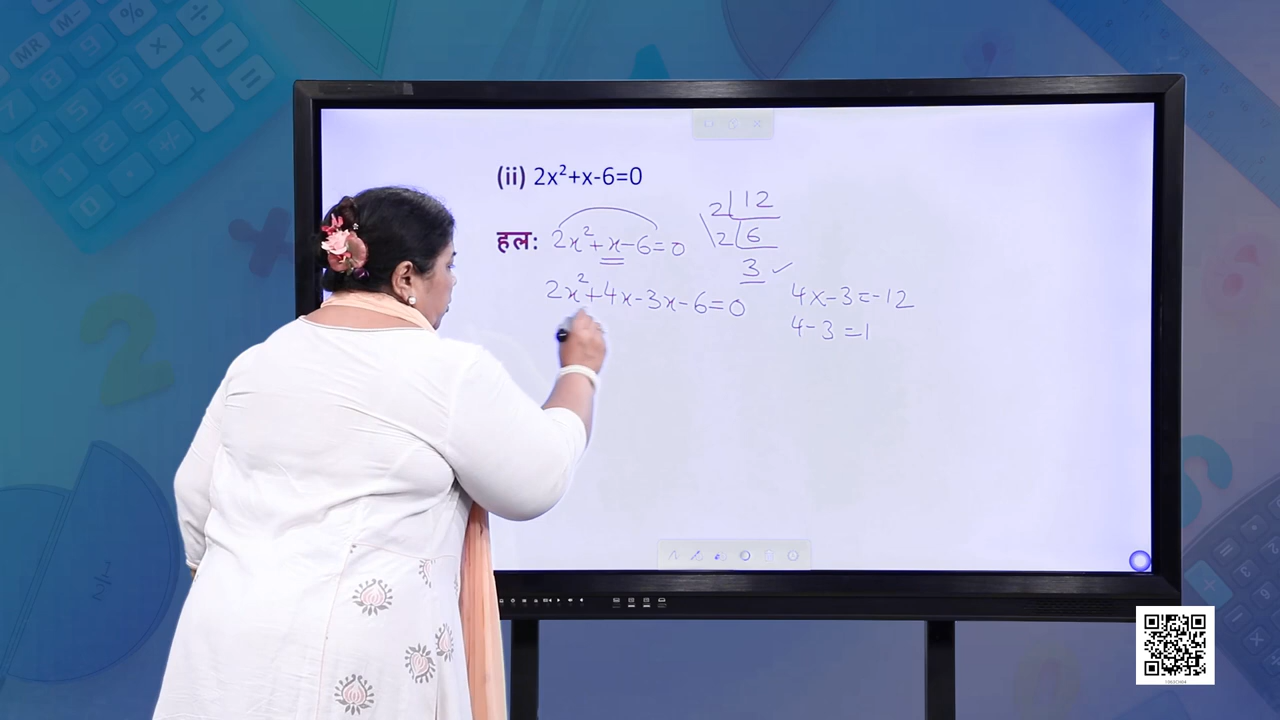 (ii) 2x²+x-6=0
हल: 2x²+x-6=0
2x²+4x-3x-6=0
2 12
2 6
3 ✓
4x-3=-12
4-3=1